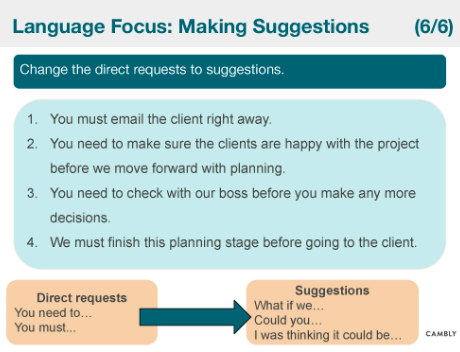 Language Focus: Making Suggestions (6/6)
Change the direct requests to suggestions.
1. You must email the client right away.
2. You need to make sure the clients are happy with the project
before we move forward with planning.
3. You need to check with our boss before you make any more
decisions.
4. We must finish this planning stage before going to the client.
Direct requests
You need to…
You must...
Suggestions
What if we…
Could you…
I was thinking it could be…
CAMBLY